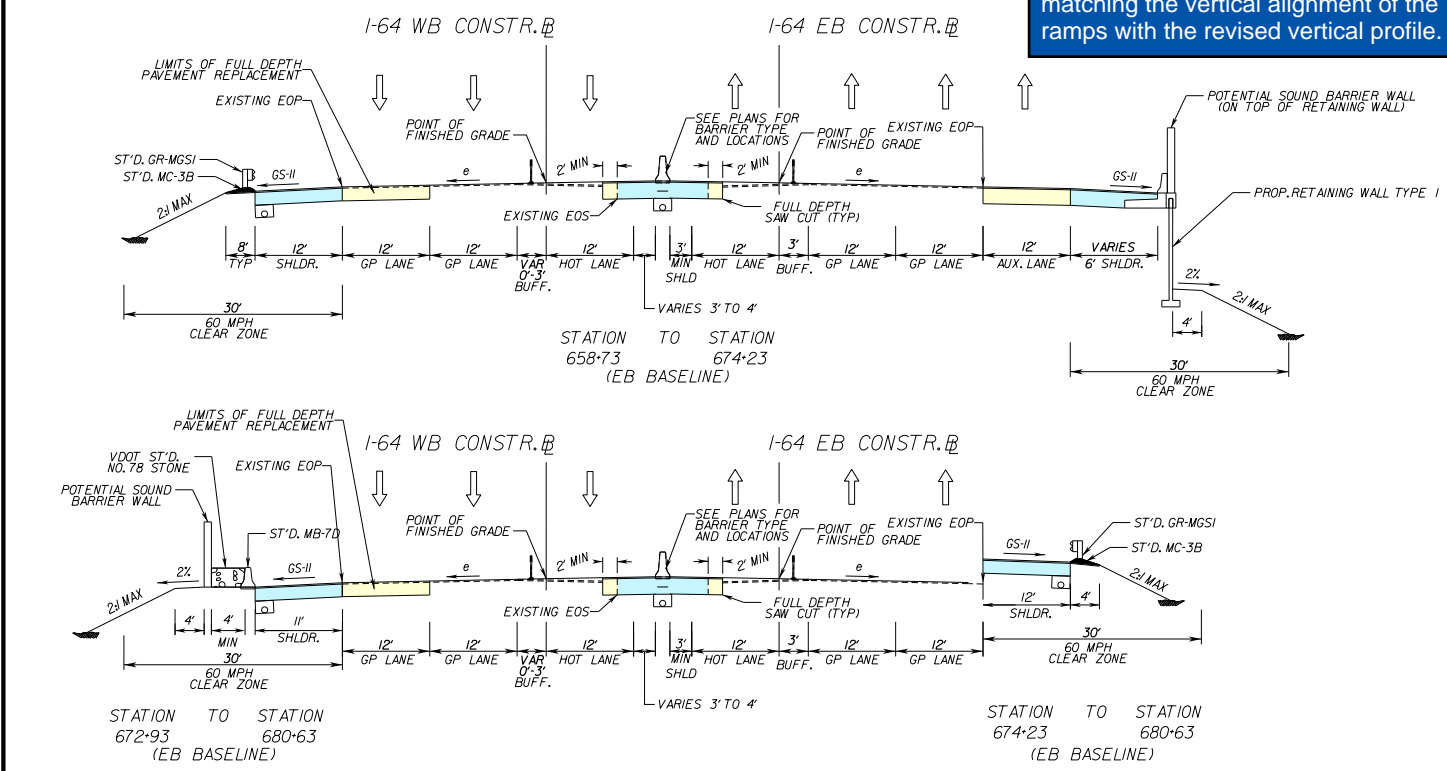 matching the vertical alignment of the
ramps with the revised vertical profile.
I-64 WB CONSTR. BL
I-64 EB CONSTR. BL
LIMITS OF FULL DEPTH
PAVEMENT REPLACEMENT
EXISTING EOP
POINT OF
FINISHED GRADE
2' MIN
SEE PLANS FOR
BARRIER TYPE
AND LOCATIONS
POINT OF
FINISHED GRADE
EXISTING EOP
POTENTIAL SOUND BARRIER WALL
(ON TOP OF RETAINING WALL)
ST'D. GR-MGS1
ST'D. MC-3B
GS-11
e
2' MIN
e
GS-11
PROP. RETAINING WALL TYPE 1
2:1 MAX
EXISTING EOS
FULL DEPTH
SAW CUT (TYP)
8' 12' 12' 12' VAR 12' 3' 12' 3' 12' 12' 12' VARIES
TYP SHLDR. GP LANE GP LANE 0'-3' HOT LANE MIN HOT LANE BUFF. GP LANE GP LANE AUX. LANE 6' SHLDR.
BUFF. SHLD
2%
2:1 MAX
4'
30'
60 MPH
CLEAR ZONE
VARIES 3' TO 4'
STATION TO STATION
658+73 674+23
(EB BASELINE)
30'
60 MPH
CLEAR ZONE
LIMITS OF FULL DEPTH
PAVEMENT REPLACEMENT
I-64 WB CONSTR. BL
I-64 EB CONSTR. BL
VDOT ST'D.
NO.78 STONE
EXISTING EOP
POTENTIAL SOUND
BARRIER WALL
ST'D. MB-7D
POINT OF
FINISHED GRADE
2' MIN
SEE PLANS FOR
BARRIER TYPE
AND LOCATIONS
POINT OF
FINISHED GRADE
EXISTING EOP
ST'D. GR-MGS1
ST'D. MC-3B
GS-11
2%
GS-11
e
2' MIN
e
2:1 MAX
2:1 MAX
EXISTING EOS
FULL DEPTH
SAW CUT (TYP)
4' 4' 11'
MIN SHLDR.
12' 4'
SHLDR.
12' 12' VAR 12' 3' 12' 3' 12' 12'
GP LANE GP LANE 0'-3' HOT LANE MIN HOT LANE BUFF. GP LANE GP LANE
BUFF. SHLD
30'
60 MPH
CLEAR ZONE
30'
60 MPH
CLEAR ZONE
VARIES 3' TO 4'
STATION TO STATION
672+93 680+63
(EB BASELINE)
STATION TO STATION
674+23 680+63
(EB BASELINE)